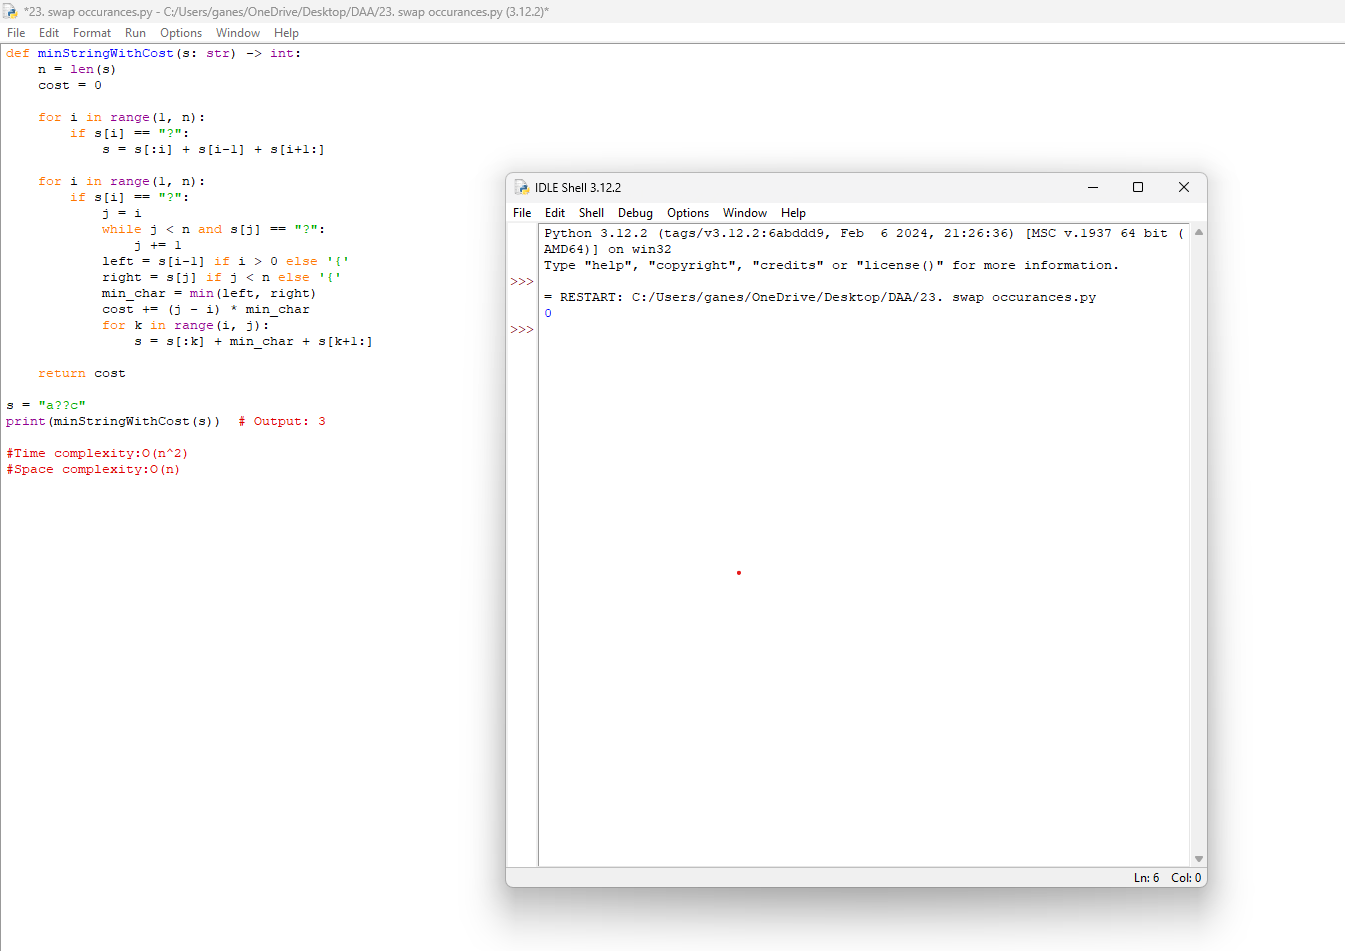 *23. swap occurances.py - C:/Users/ganes/OneDrive/Desktop/DAA/23. swap occurances.py (3.12.2)*
File Edit Format Run Options Window Help
def minStringWithCost(s: str) -> int:
    n = len(s)
    cost = 0

    for i in range(1, n):
        if s[i] == "?":
            s = s[:i] + s[i-1] + s[i+1:]

    for i in range(1, n):
        if s[i] == "?":
            j = i
            while j < n and s[j] == "?":
                j += 1
            left = s[i-1] if i > 0 else '{'
            right = s[j] if j < n else '{'
            min_char = min(left, right)
            cost += (j - i) * min_char
            for k in range(i, j):
                s = s[:k] + min_char + s[k+1:]

    return cost

s = "a??c"
print(minStringWithCost(s))  # Output: 3

#Time complexity:O(n^2)
#Space complexity:O(n)
IDLE Shell 3.12.2
File Edit Shell Debug Options Window Help
Python 3.12.2 (tags/v3.12.2:6abddd9, Feb  6 2024, 21:26:36) [MSC v.1937 64 bit (
AMD64)] on win32
Type "help", "copyright", "credits" or "license()" for more information.
>>>
= RESTART: C:/Users/ganes/OneDrive/Desktop/DAA/23. swap occurances.py
0
>>>
Ln: 6 Col: 0